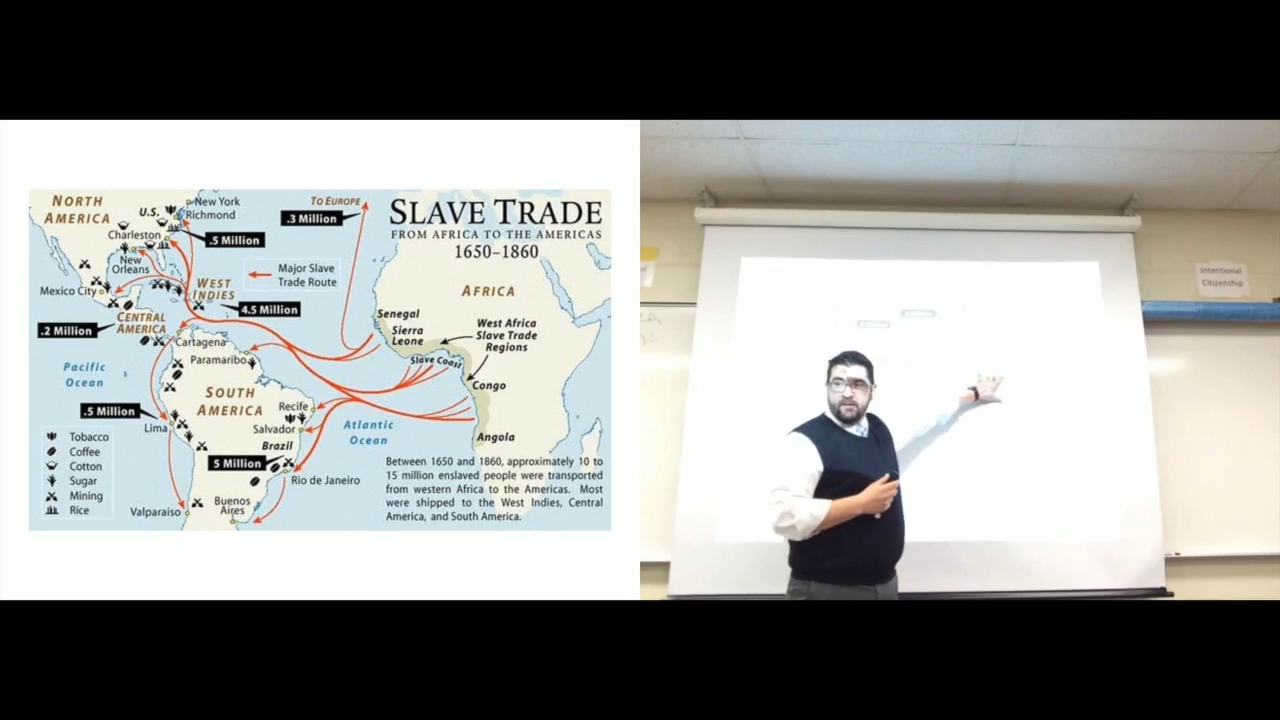 NORTH
AMERICA
U.S.
New York
Richmond
.5 Million
Charleston
New
Orleans
Mexico City
WEST
INDIES
4.5 Million
.2 Million
CENTRAL
AMERICA
TO EUROPE
.3 Million
Major Slave
Trade Route
SLAVE TRADE
FROM AFRICA TO THE AMERICAS
1650–1860
AFRICA
Senegal
Sierra
Leone
West Africa
Slave Trade
Regions
Slave Coast
Congo
Angola
Cartagena
Paramaribo
Pacific
Ocean
SOUTH
AMERICA
Recife
Salvador
Brazil
Atlantic
Ocean
.5 Million
Lima
5 Million
Rio de Janeiro
Buenos
Aires
Valparaíso
Tobacco
Coffee
Cotton
Sugar
Mining
Rice
Between 1650 and 1860, approximately 10 to
15 million enslaved people were transported
from western Africa to the Americas. Most
were shipped to the West Indies, Central
America, and South America.
Intentional
Citizenship